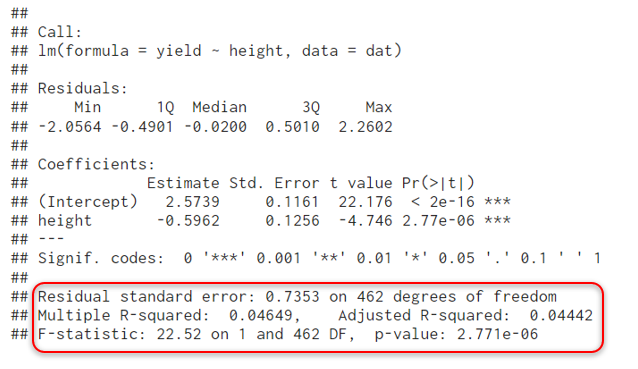 ##
## Call:
## lm(formula = yield ~ height, data = dat)
##
## Residuals:
##     Min      1Q  Median      3Q     Max
## -2.0564 -0.4901 -0.0200  0.5010  2.2602
##
## Coefficients:
##             Estimate Std. Error t value Pr(>|t|)
## (Intercept)   2.5739     0.1161  22.176  < 2e-16 ***
## height       -0.5962     0.1256  -4.746 2.77e-06 ***
## ---
## Signif. codes:  0 '***' 0.001 '**' 0.01 '*' 0.05 '.' 0.1 ' ' 1
##
## Residual standard error: 0.7353 on 462 degrees of freedom
## Multiple R-squared:  0.04649,    Adjusted R-squared:  0.04442
## F-statistic: 22.52 on 1 and 462 DF,  p-value: 2.771e-06